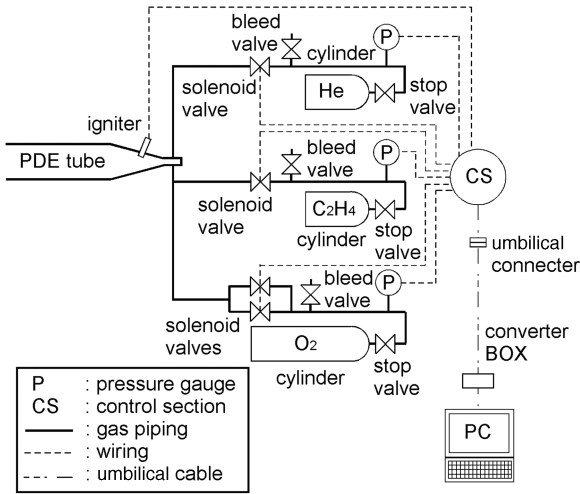 bleed
valve
P
cylinder
solenoid
valve
He
stop
valve
igniter
PDE tube
bleed
valve
P
CS
solenoid
valve
C2H4
cylinder
stop
valve
umbilical
connecter
bleed
valve
P
solenoid
valves
O2
cylinder
stop
valve
converter
BOX
PC
P : pressure gauge
CS : control section
: gas piping
: wiring
: umbilical cable